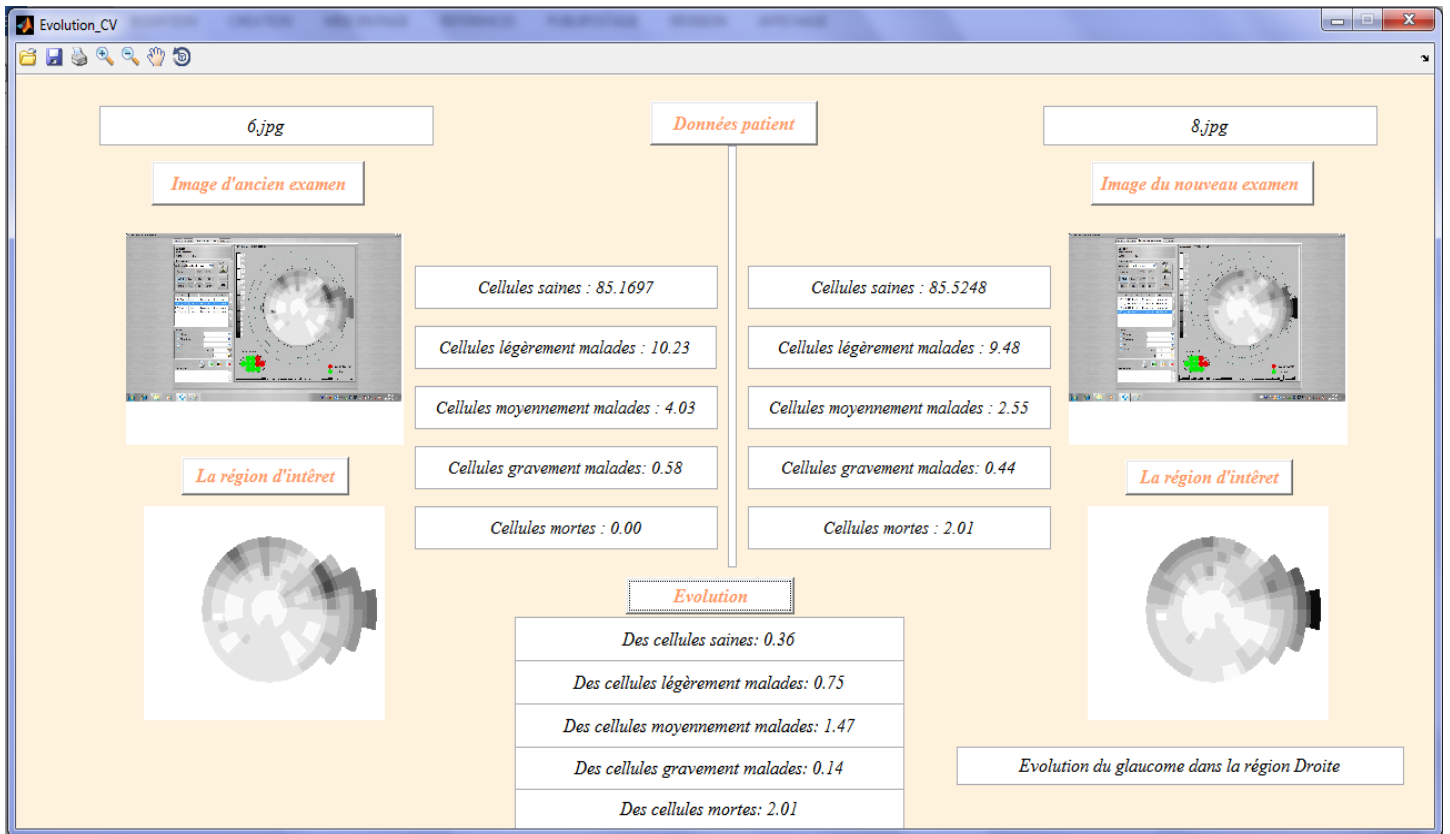 Evolution_CV
6.jpg
Données patient
8.jpg
Image d'ancien examen
Image du nouveau examen
Cellules saines : 85.1697
Cellules saines : 85.5248
Cellules légèrement malades : 10.23
Cellules légèrement malades : 9.48
Cellules moyennement malades : 4.03
Cellules moyennement malades : 2.55
La région d'intêret
Cellules gravement malades: 0.58
Cellules gravement malades: 0.44
La région d'intêret
Cellules mortes : 0.00
Cellules mortes : 2.01
Evolution
Des cellules saines: 0.36
Des cellules légèrement malades: 0.75
Des cellules moyennement malades: 1.47
Des cellules gravement malades: 0.14
Evolution du glaucome dans la région Droite
Des cellules mortes: 2.01